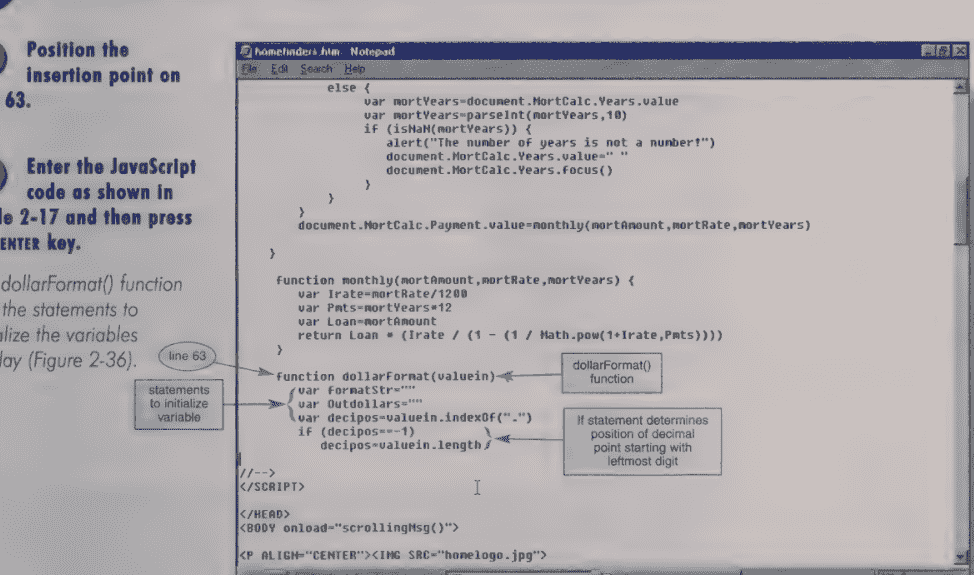 Position the
insertion point on
63.
Enter the JavaScript
code as shown in
le 2-17 and then press
ENTER key.
dollarFormat() function
the statements to
alize the variables
lay (Figure 2-36).
homefinders.htm - Notepad
File Edit Search Help
else {
var mortYears=document.MortCalc.Years.value
var mortYears=parseInt(mortYears,10)
if (isNaN(mortYears)) {
alert("The number of years is not a number!")
document.MortCalc.Years.value=" "
document.MortCalc.Years.focus()
}
}
}
document.MortCalc.Payment.value=monthly(mortAmount,mortRate,mortYears)
}
function monthly(mortAmount,mortRate,mortYears) {
var Irate=mortRate/1200
var Pmts=mortYears*12
var Loan=mortAmount
return Loan * (Irate / (1 - (1 / Math.pow(1+Irate,Pmts))))
}
line 63
function dollarFormat(valuein)
dollarFormat()
function
statements
to initialize
variable
var formatStr=""
var Outdollars=""
var decipos=valuein.indexOf(".")
if (decipos==-1)
decipos=valuein.length
If statement determines
position of decimal
point starting with
leftmost digit
//-->
</SCRIPT>
</HEAD>
<BODY onload="scrollingMsg()">
<P ALIGN="CENTER"><IMG SRC="homelogo.jpg">